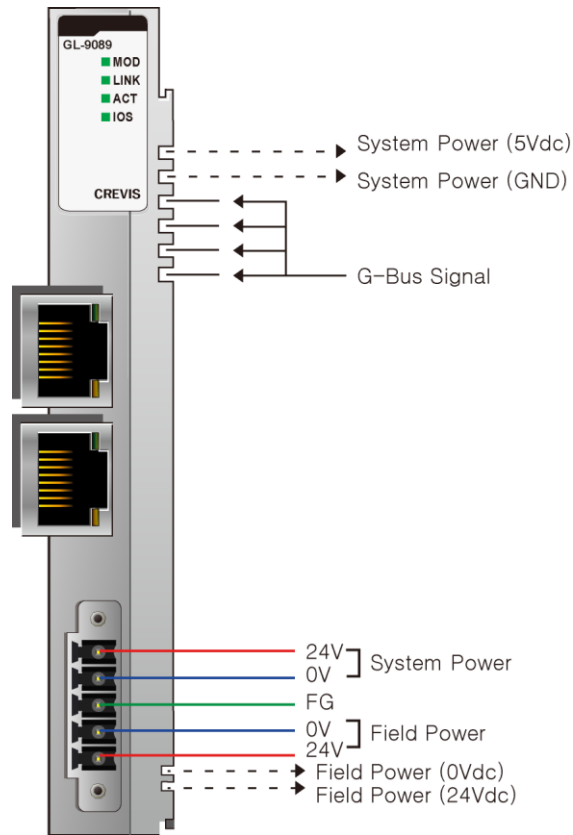 GL-9089
MOD
LINK
ACT
IOS
CREVIS
System Power (5Vdc)
System Power (GND)
G-Bus Signal
24V
0V
System Power
FG
0V
24V
Field Power
Field Power (0Vdc)
Field Power (24Vdc)